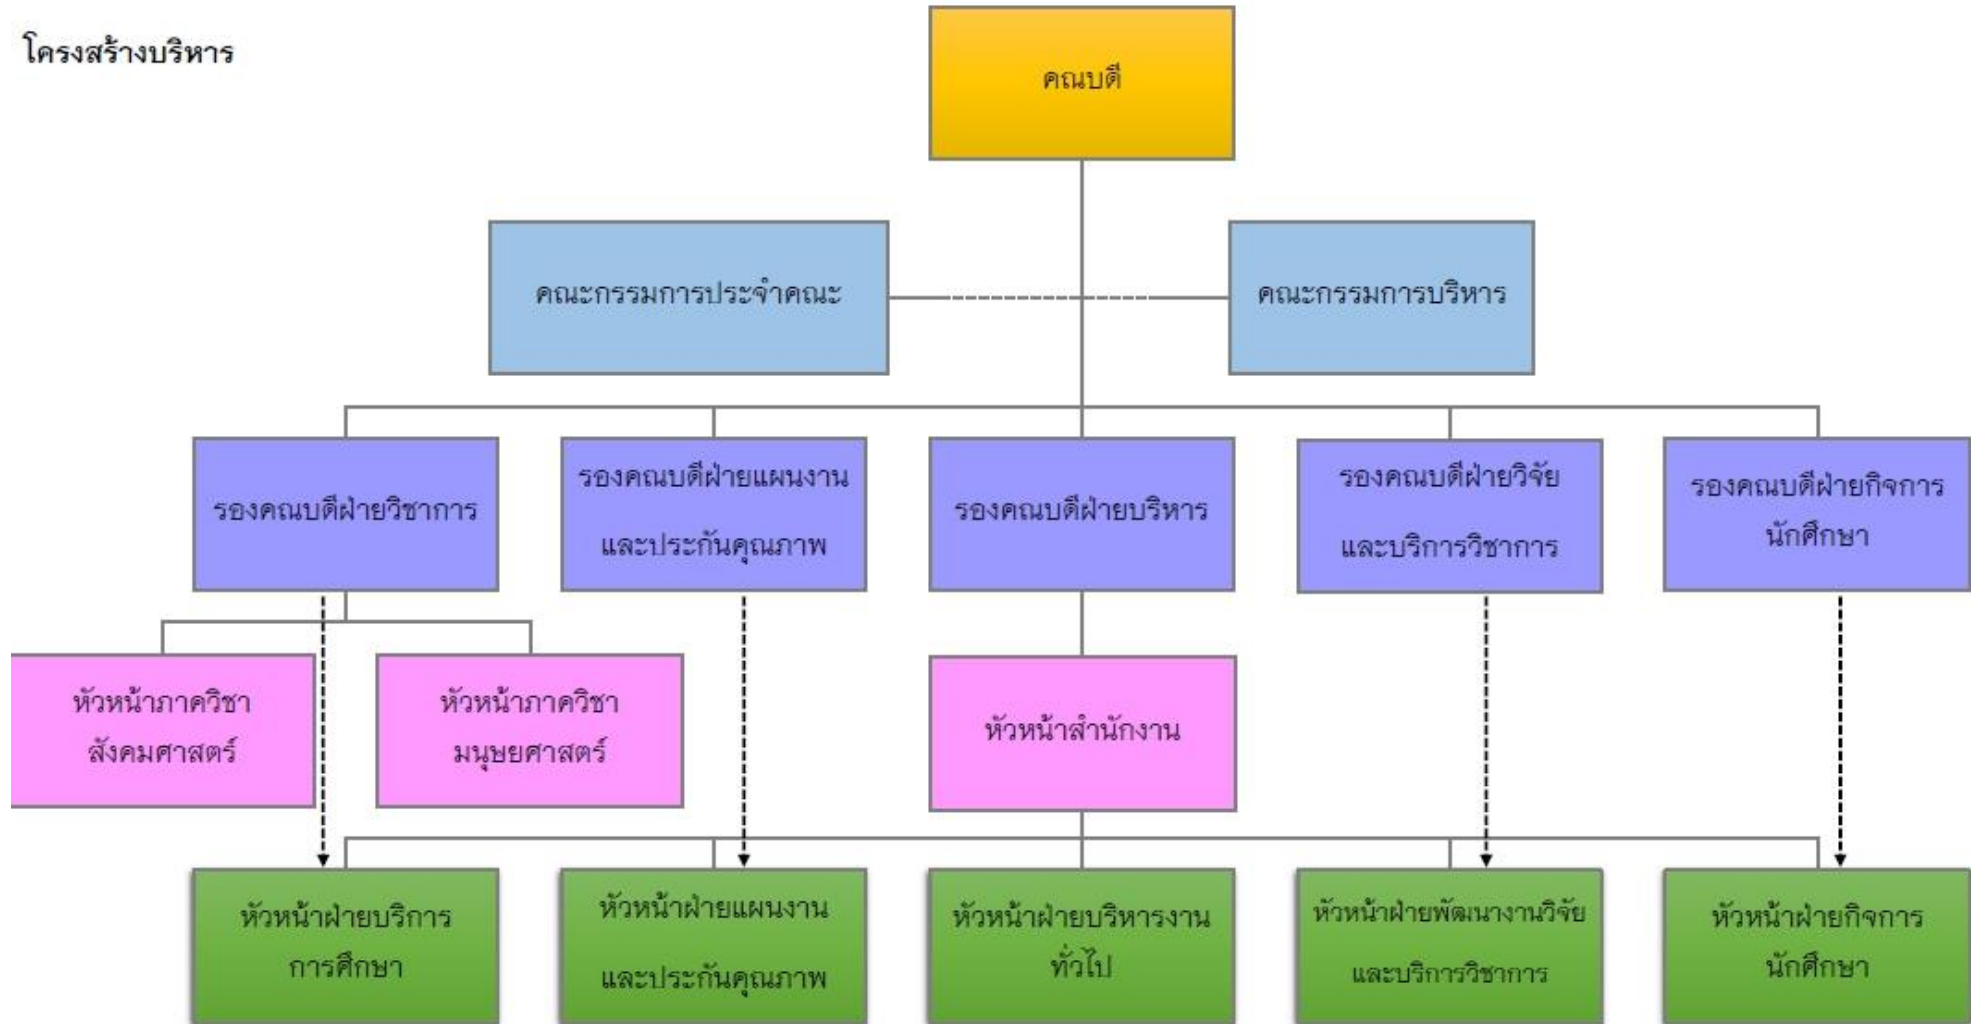 โครงสร้างบริหาร
คณบดี
คณะกรรมการประจำคณะ
คณะกรรมการบริหาร
รองคณบดีฝ่ายวิชาการ
รองคณบดีฝ่ายแผนงาน
และประกันคุณภาพ
รองคณบดีฝ่ายบริหาร
รองคณบดีฝ่ายวิจัย
และบริการวิชาการ
รองคณบดีฝ่ายกิจการ
นักศึกษา
หัวหน้าภาควิชา
สังคมศาสตร์
หัวหน้าภาควิชา
มนุษยศาสตร์
หัวหน้าสำนักงาน
หัวหน้าฝ่ายบริการ
การศึกษา
หัวหน้าฝ่ายแผนงาน
และประกันคุณภาพ
หัวหน้าฝ่ายบริหารงาน
ทั่วไป
หัวหน้าฝ่ายพัฒนางานวิจัย
และบริการวิชาการ
หัวหน้าฝ่ายกิจการ
นักศึกษา